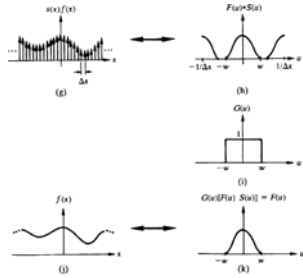 s(x)f(x)
F(u)*S(u)
... ...
x
Δx
(g)
... ...
u
−1/Δx −w w 1/Δx
(h)
G(u)
1
−w w
u
(i)
f(x)
G(u)[F(u) S(u)] = F(u)
x
(j)
−w w
u
(k)